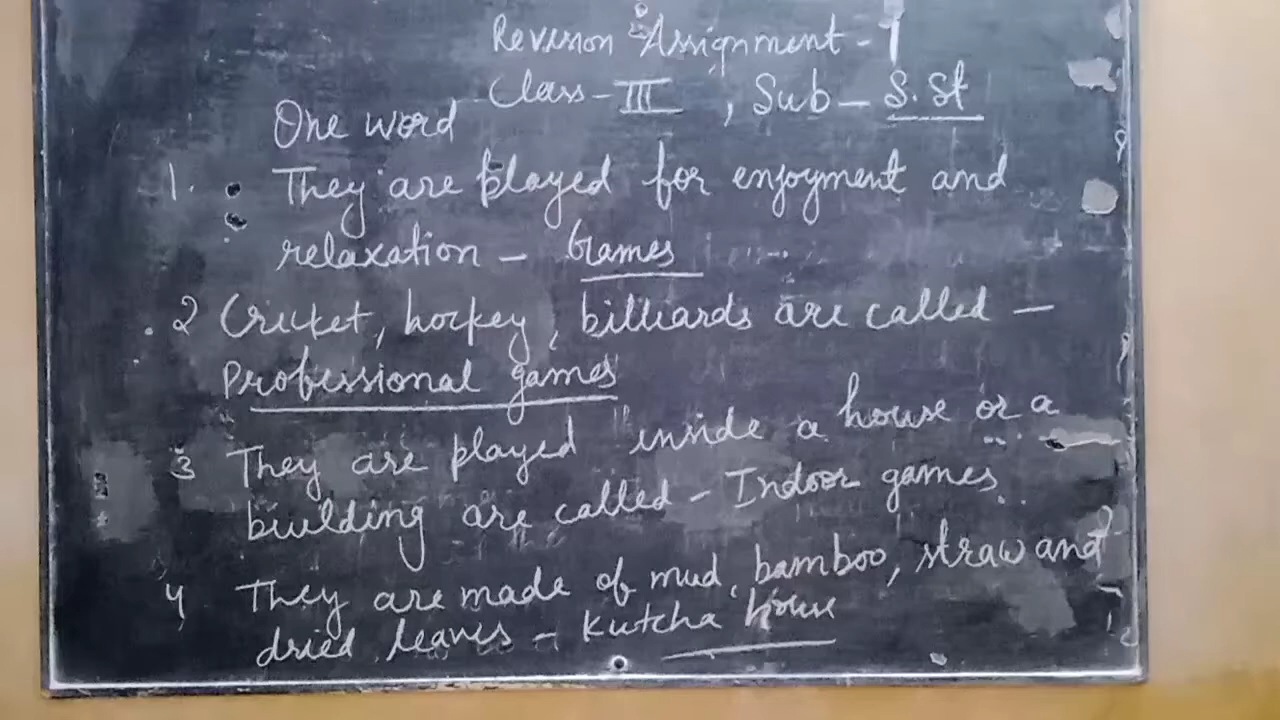 Revision Assignment - 1
Class - III , Sub - S.St
One word
1. They are played for enjoyment and
relaxation - Games
2 Cricket, hockey, billiards are called -
Professional games
3 They are played inside a house or a
building are called - Indoor games
4 They are made of mud, bamboo, straw and
dried leaves - Kutcha house